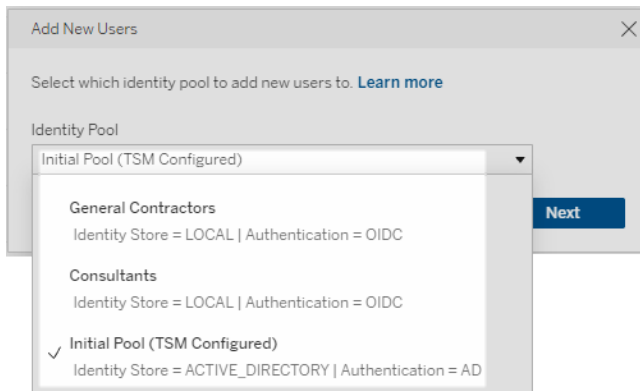 Add New Users
Select which identity pool to add new users to. Learn more
Identity Pool
Initial Pool (TSM Configured)
General Contractors
Identity Store = LOCAL | Authentication = OIDC
Next
Consultants
Identity Store = LOCAL | Authentication = OIDC
Initial Pool (TSM Configured)
Identity Store = ACTIVE_DIRECTORY | Authentication = AD